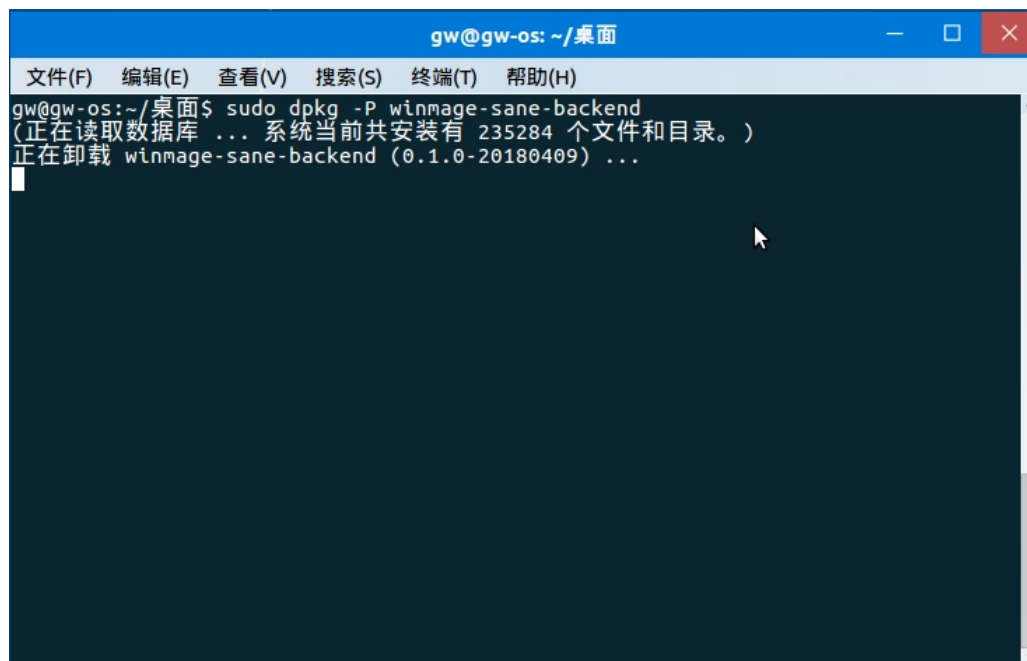 gw@gw-os: ~/桌面
文件(F) 编辑(E) 查看(V) 搜索(S) 终端(T) 帮助(H)
gw@gw-os:~/桌面$ sudo dpkg -P winmage-sane-backend
(正在读取数据库 ... 系统当前共安装有 235284 个文件和目录。)
正在卸载 winmage-sane-backend (0.1.0-20180409) ...